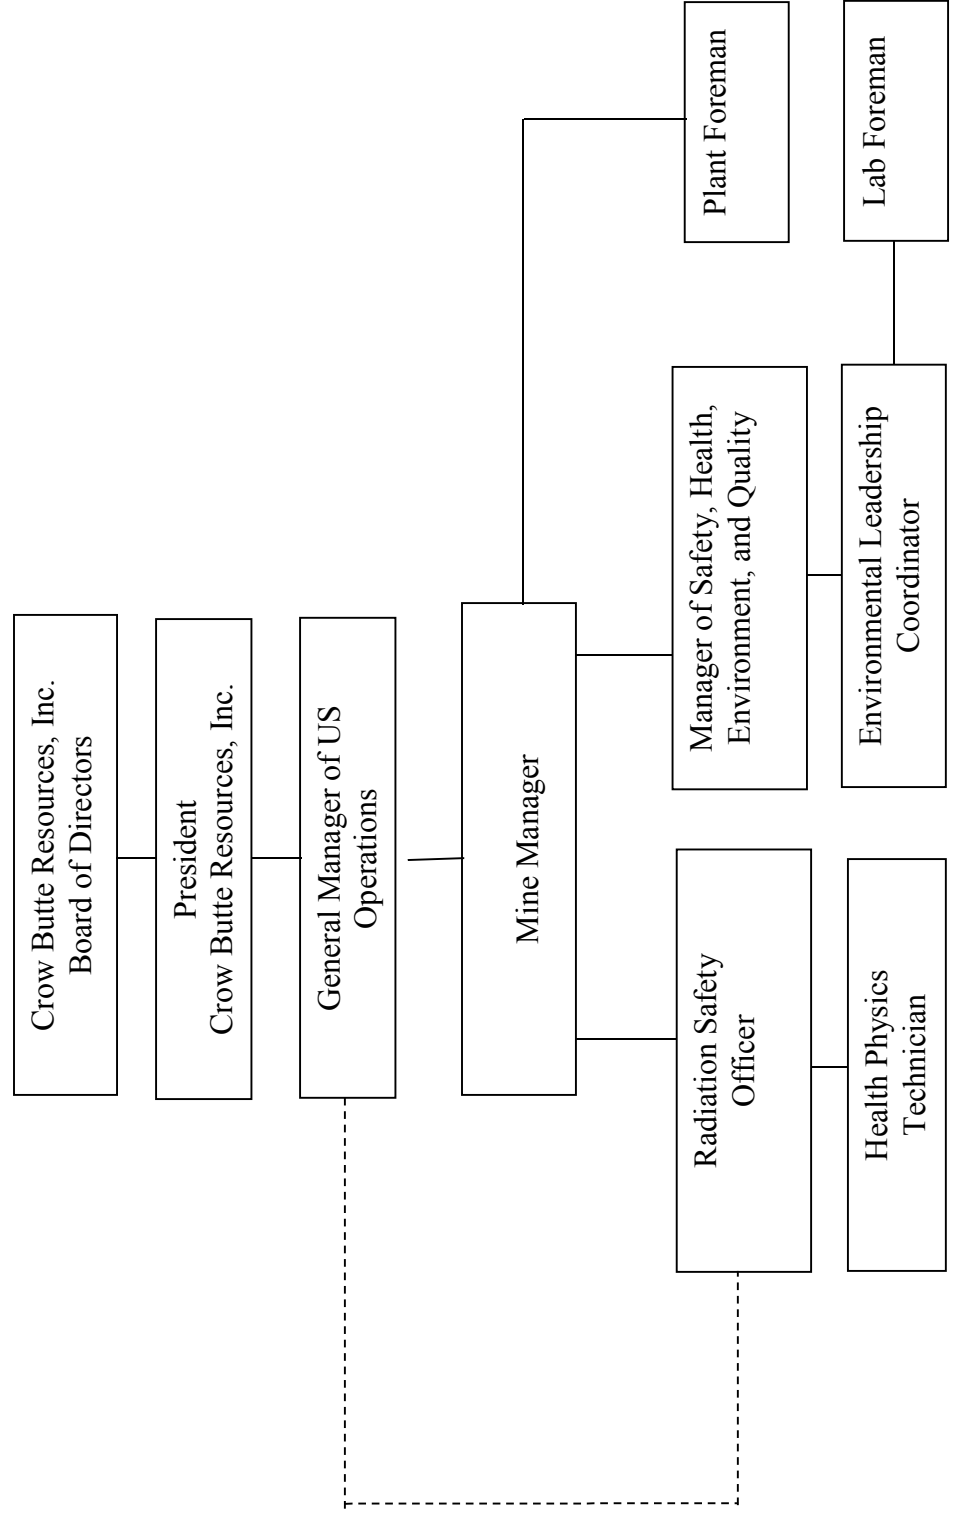 Crow Butte Resources, Inc.
Board of Directors
President
Crow Butte Resources, Inc.
General Manager of US
Operations
Mine Manager
Radiation Safety
Officer
Manager of Safety, Health,
Environment, and Quality
Plant Foreman
Health Physics
Technician
Environmental Leadership
Coordinator
Lab Foreman